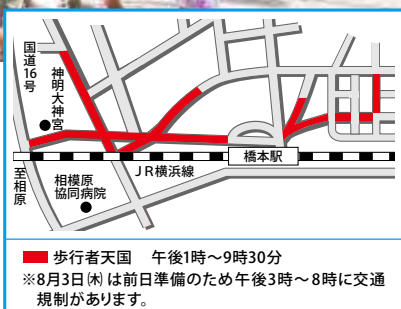 国道16号
神明大神宮
橋本駅
JR横浜線
至相原
相模原
協同病院
歩行者天国 午後1時〜9時30分
※8月3日㈭は前日準備のため午後3時〜8時に交通
規制があります。